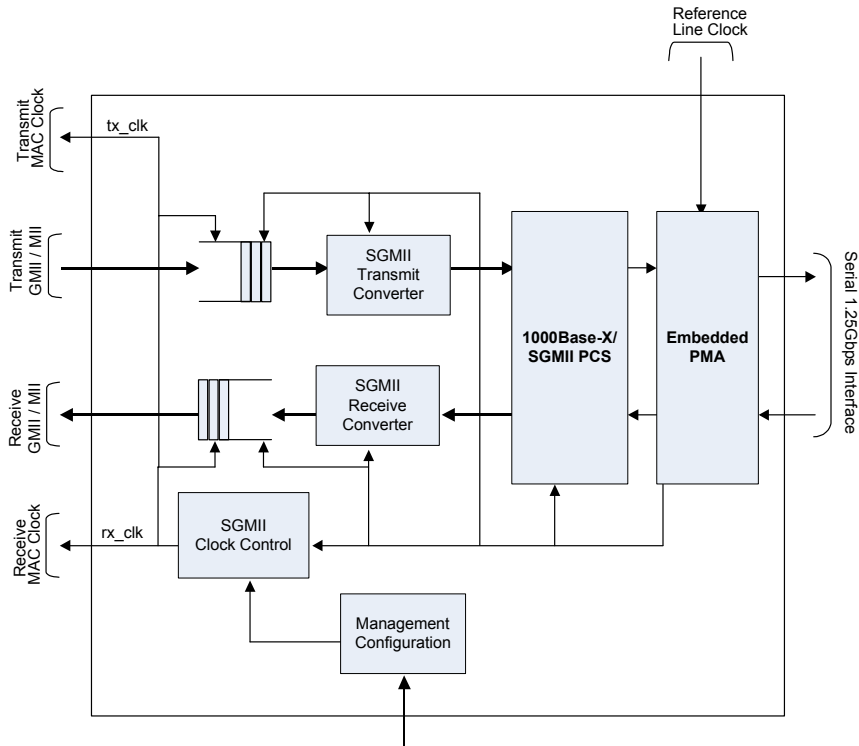 Reference
Line Clock
Transmit
MAC Clock
tx_clk
Transmit
GMII / MII
SGMII
Transmit
Converter
1000Base-X/
SGMII PCS
Embedded
PMA
Serial 1.25Gbps Interface
Receive
GMII / MII
SGMII
Receive
Converter
Receive
MAC Clock
rx_clk
SGMII
Clock Control
Management
Configuration